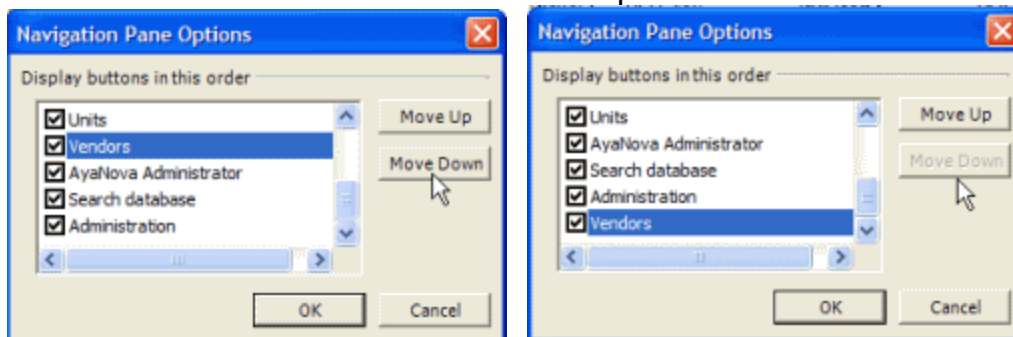 Navigation Pane Options
Display buttons in this order
Units
Vendors
AyaNova Administrator
Search database
Administration
Move Up
Move Down
OK
Cancel
Navigation Pane Options
Display buttons in this order
Units
AyaNova Administrator
Search database
Administration
Vendors
Move Up
Move Down
OK
Cancel